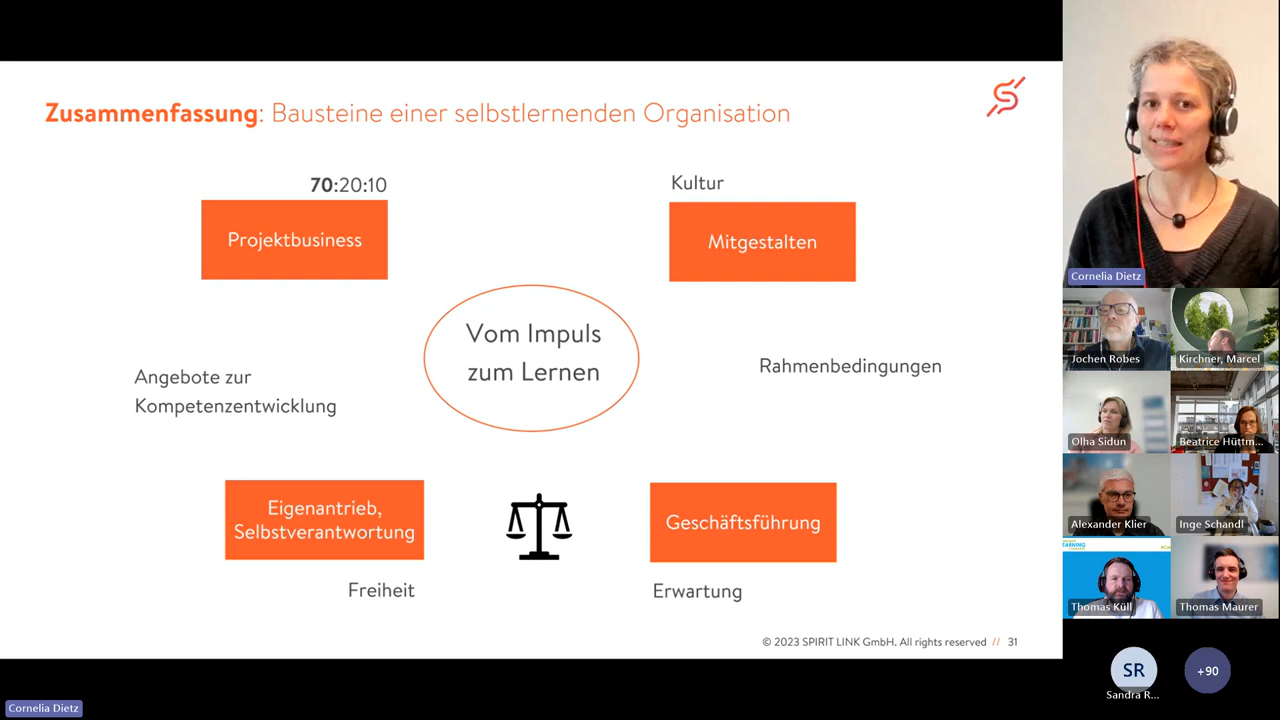 Zusammenfassung: Bausteine einer selbstlernenden Organisation
70:20:10
Projektbusiness
Kultur
Mitgestalten
Vom Impuls
zum Lernen
Angebote zur
Kompetenzentwicklung
Rahmenbedingungen
Eigenantrieb,
Selbstverantwortung
Geschäftsführung
Freiheit
Erwartung
© 2023 SPIRIT LINK GmbH. All rights reserved // 31
Cornelia Dietz
Jochen Robes
Kirchner, Marcel
Olha Sidun
Beatrice Hüttm...
Alexander Klier
Inge Schandl
EARNING
Thomas Küll
Thomas Maurer
SR
Sandra R...
+90
Cornelia Dietz